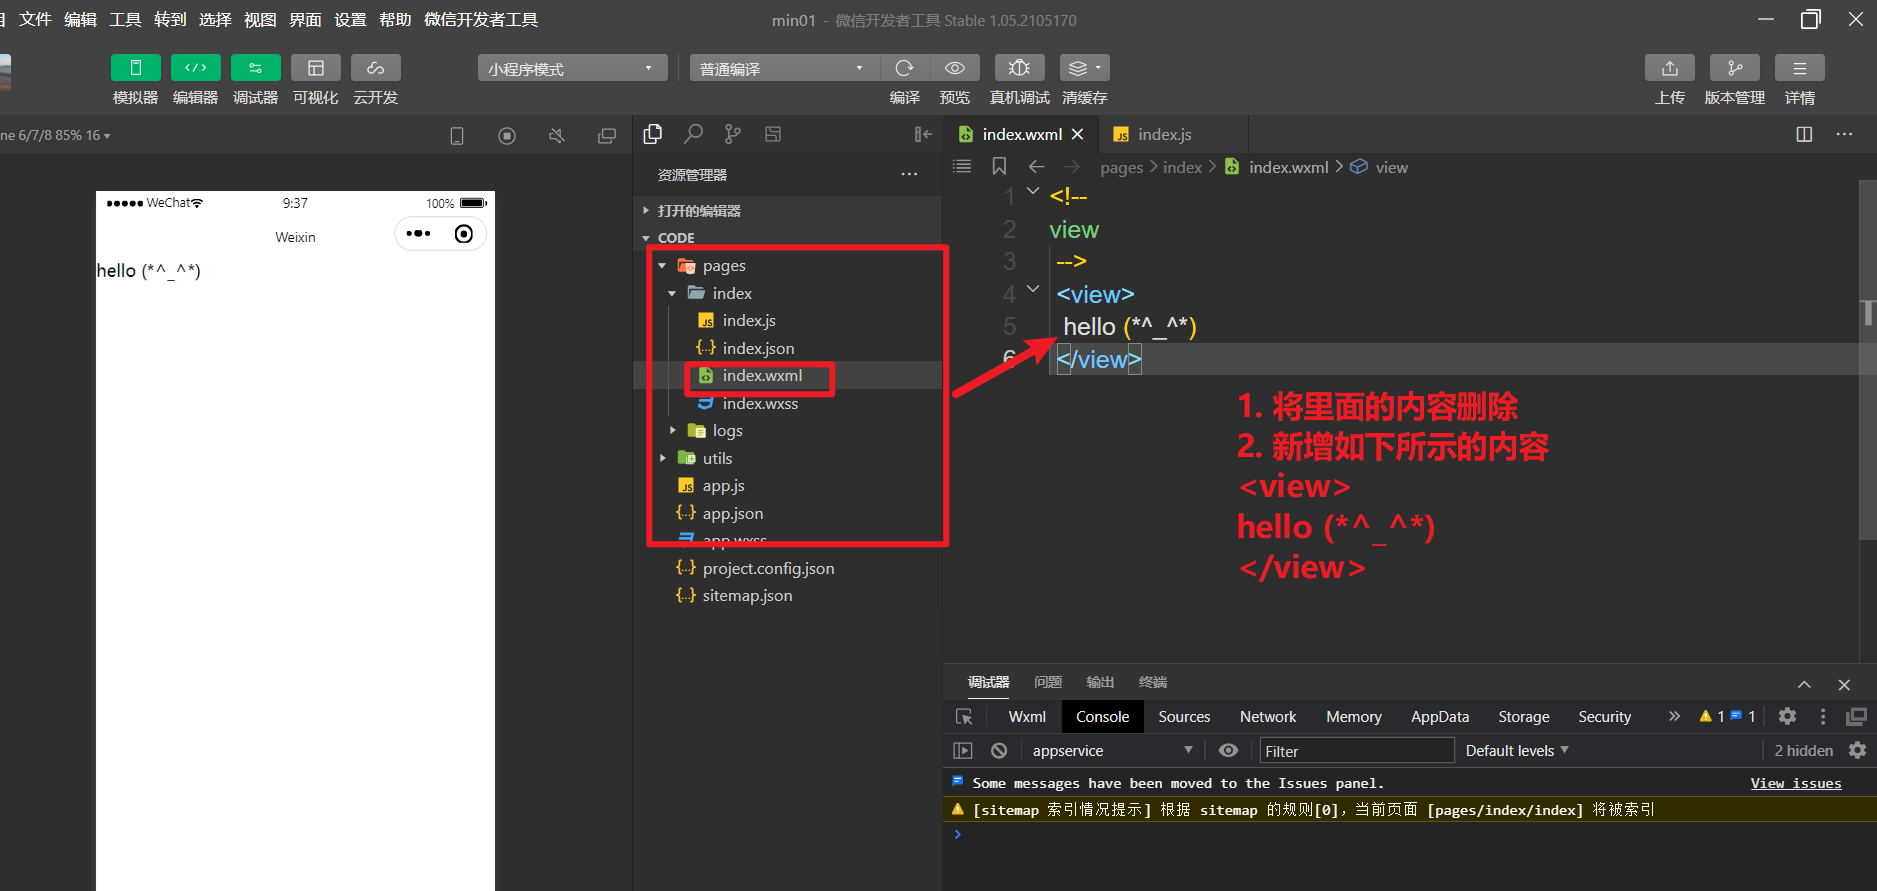 文件 编辑 工具 转到 选择 视图 界面 设置 帮助 微信开发者工具
min01 - 微信开发者工具 Stable 1.05.2105170
小程序模式
普通编译
模拟器 编辑器 调试器 可视化 云开发
编译 预览 真机调试 清缓存
上传 版本管理 详情
ne 6/7/8 85% 16
WeChat
9:37
100%
Weixin
hello (*^_^*)
资源管理器
打开的编辑器
CODE
pages
index
index.js
index.json
index.wxml
index.wxss
logs
utils
app.js
app.json
app.wxss
project.config.json
sitemap.json
index.wxml
index.js
pages > index > index.wxml > view
1 <!--
2 view
3 -->
4 <view>
5 hello (*^_^*)
6 </view>
1. 将里面的内容删除
2. 新增如下所示的内容
<view>
hello (*^_^*)
</view>
调试器 问题 输出 终端
Wxml Console Sources Network Memory AppData Storage Security » 1 1
appservice
Filter
Default levels
2 hidden
Some messages have been moved to the Issues panel.
View issues
[sitemap 索引情况提示] 根据 sitemap 的规则[0]，当前页面 [pages/index/index] 将被索引